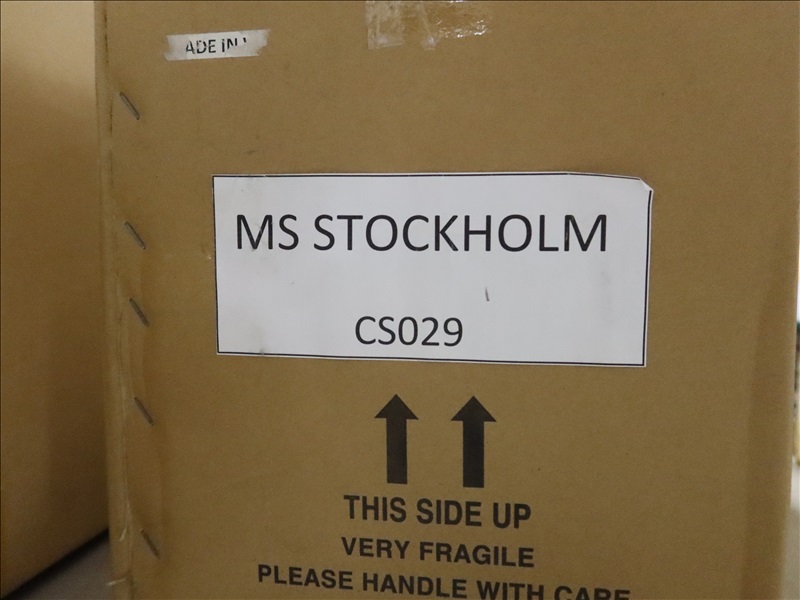 ADE IN
MS STOCKHOLM
CS029
THIS SIDE UP
VERY FRAGILE
PLEASE HANDLE WITH CARE